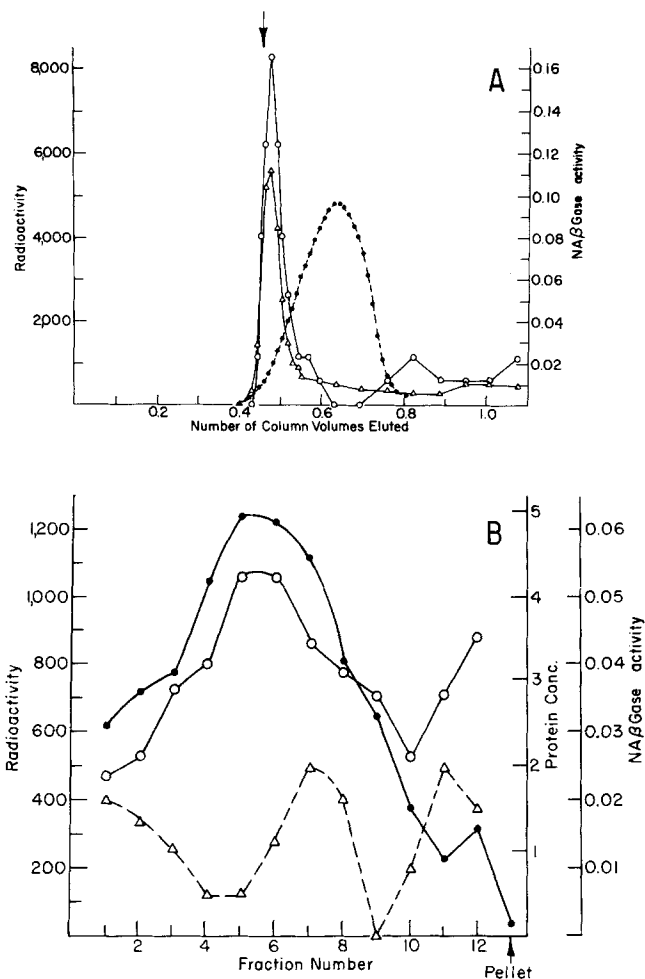 A
8,000
6,000
4,000
2,000
Radioactivity
0.16
0.14
0.12
0.10
0.08
0.06
0.04
0.02
NAβGase activity
0.2 0.4 0.6 0.8 1.0
Number of Column Volumes Eluted
B
1,200
1,000
800
600
400
200
Radioactivity
5
4
3
2
1
Protein Conc.
0.06
0.05
0.04
0.03
0.02
0.01
NAβGase activity
2 4 6 8 10 12
Fraction Number
Pellet